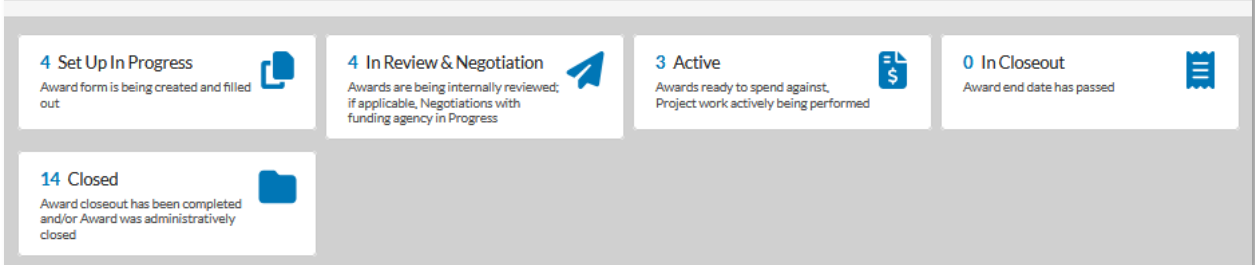 4 Set Up In Progress
Award form is being created and filled
out
4 In Review & Negotiation
Awards are being internally reviewed;
if applicable, Negotiations with
funding agency in Progress
3 Active
Awards ready to spend against,
Project work actively being performed
0 In Closeout
Award end date has passed
14 Closed
Award closeout has been completed
and/or Award was administratively
closed